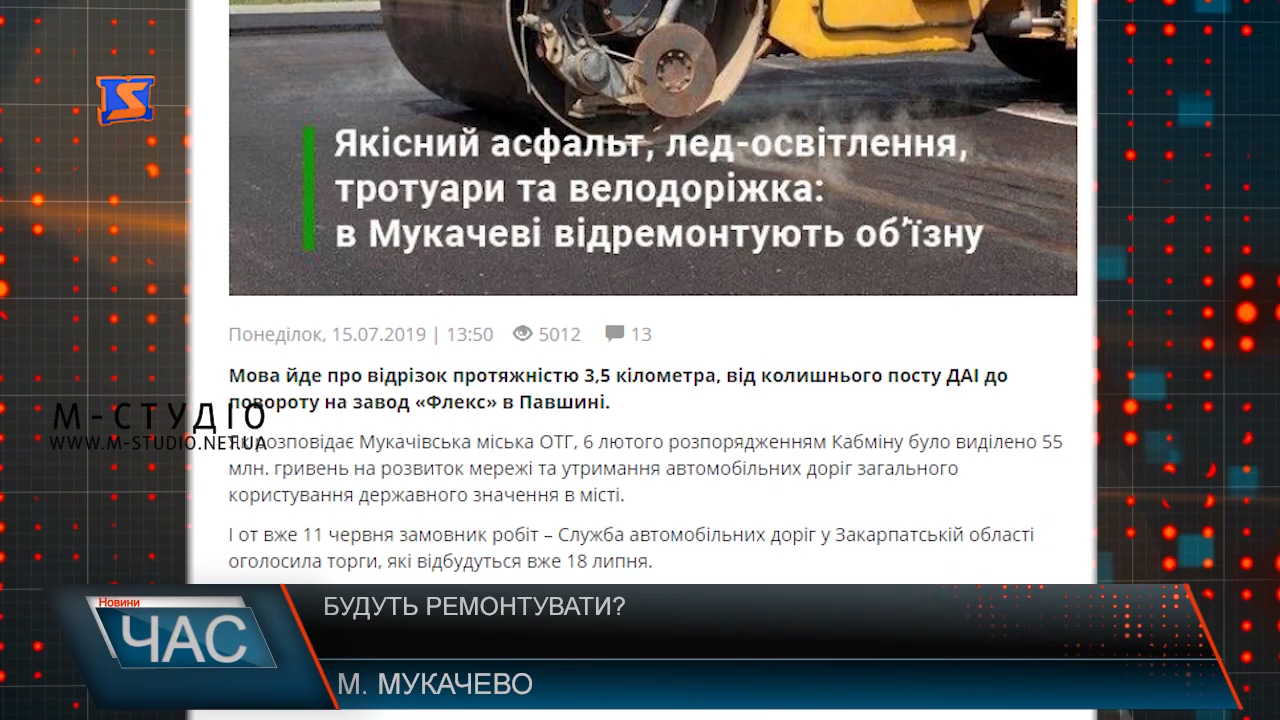 Якісний асфальт, лед-освітлення,
тротуари та велодоріжка:
в Мукачеві відремонтують об’їзну
Понеділок, 15.07.2019 | 13:50 5012 13
Мова йде про відрізок протяжністю 3,5 кілометра, від колишнього посту ДАІ до
повороту на завод «Флекс» в Павшині.
М-СТУДІО
WWW.M-STUDIO.NET.UA
Як розповідає Мукачівська міська ОТГ, 6 лютого розпорядженням Кабміну було виділено 55
млн. гривень на розвиток мережі та утримання автомобільних доріг загального
користування державного значення в місті.
І от вже 11 червня замовник робіт – Служба автомобільних доріг у Закарпатській області
оголосила торги, які відбудуться вже 18 липня.
Новини
ЧАС
БУДУТЬ РЕМОНТУВАТИ?
М. МУКАЧЕВО